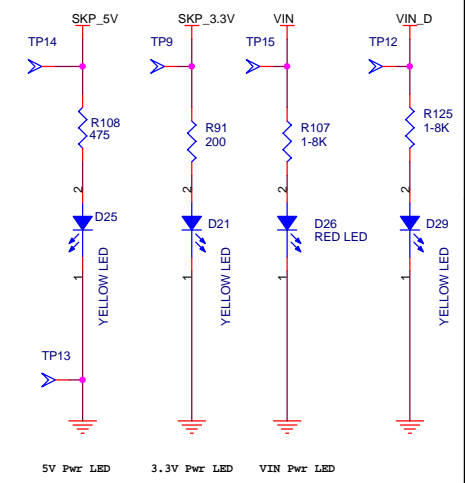 SKP_5V
SKP_3.3V
VIN
VIN_D
TP14
TP9
TP15
TP12
R108
475
R91
200
R107
1-8K
R125
1-8K
2
2
2
2
D25
D21
D26
RED LED
D29
YELLOW LED
YELLOW LED
YELLOW LED
1
1
1
1
TP13
5V Pwr LED
3.3V Pwr LED
VIN Pwr LED